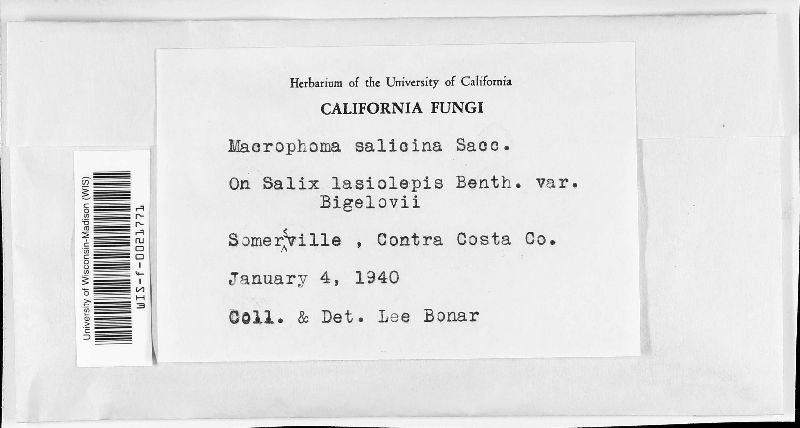 Herbarium of the University of California
CALIFORNIA FUNGI
Macrophoma salicina Sacc.
On Salix lasiolepis Benth. var.
Bigelovii
Somersville , Contra Costa Co.
January 4, 1940
Coll. & Det. Lee Bonar
University of Wisconsin-Madison (WIS)
WIS-f-0021771